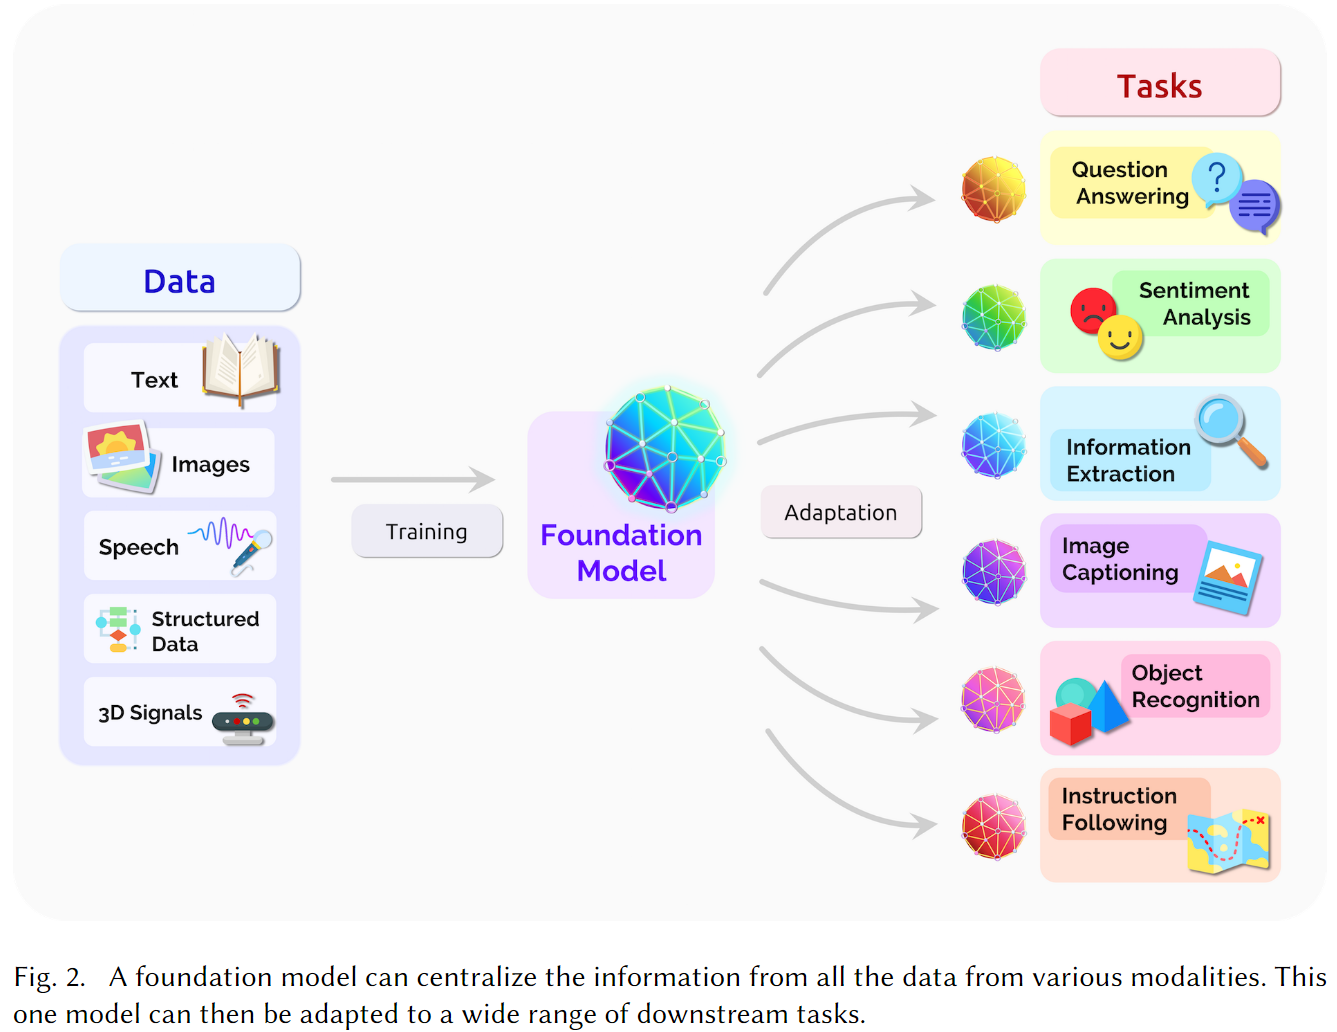 Data
Text
Images
Speech
Structured
Data
3D Signals
Training
Foundation
Model
Adaptation
Tasks
Question
Answering
?
Sentiment
Analysis
Information
Extraction
Image
Captioning
Object
Recognition
Instruction
Following
Fig. 2. A foundation model can centralize the information from all the data from various modalities. This
one model can then be adapted to a wide range of downstream tasks.